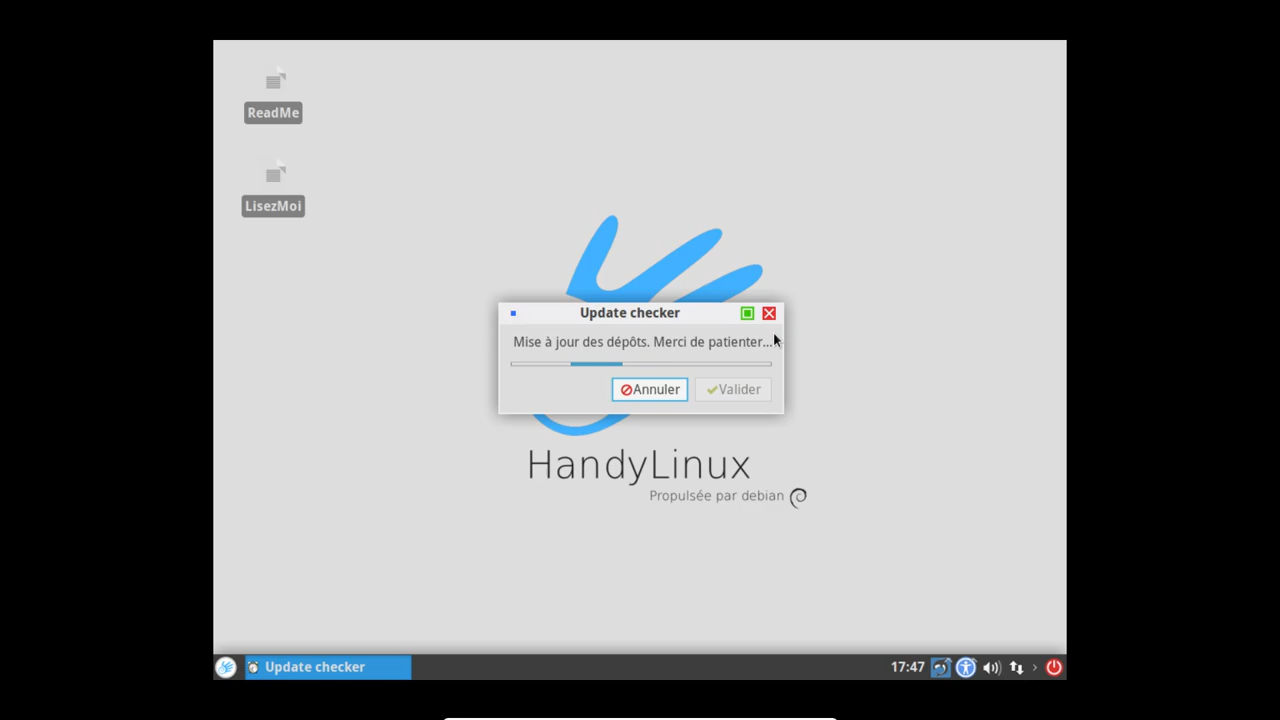 ReadMe
LisezMoi
Update checker
Mise à jour des dépôts. Merci de patienter...
Annuler
Valider
HandyLinux
Propulsée par debian
Update checker
17:47